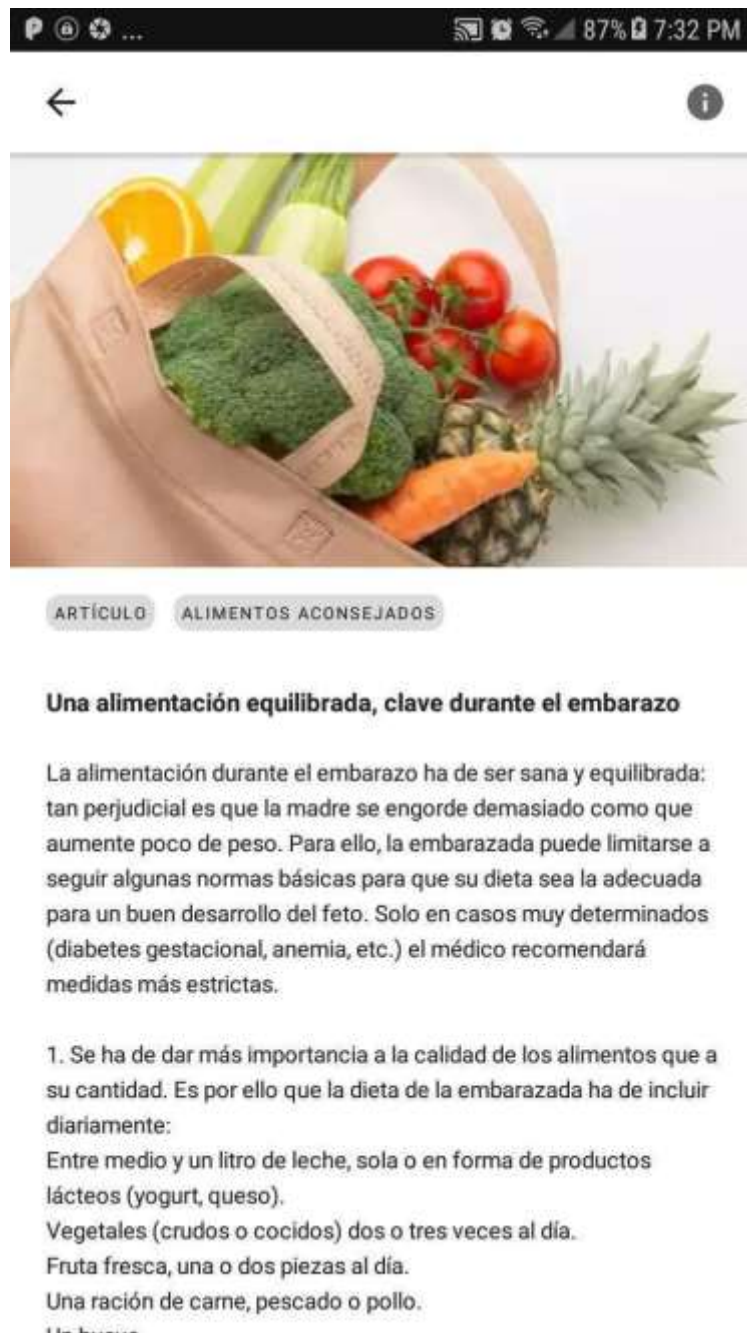 87% 7:32 PM
ARTÍCULO ALIMENTOS ACONSEJADOS
Una alimentación equilibrada, clave durante el embarazo
La alimentación durante el embarazo ha de ser sana y equilibrada:
tan perjudicial es que la madre se engorde demasiado como que
aumente poco de peso. Para ello, la embarazada puede limitarse a
seguir algunas normas básicas para que su dieta sea la adecuada
para un buen desarrollo del feto. Solo en casos muy determinados
(diabetes gestacional, anemia, etc.) el médico recomendará
medidas más estrictas.
1. Se ha de dar más importancia a la calidad de los alimentos que a
su cantidad. Es por ello que la dieta de la embarazada ha de incluir
diariamente:
Entre medio y un litro de leche, sola o en forma de productos
lácteos (yogurt, queso).
Vegetales (crudos o cocidos) dos o tres veces al día.
Fruta fresca, una o dos piezas al día.
Una ración de carne, pescado o pollo.